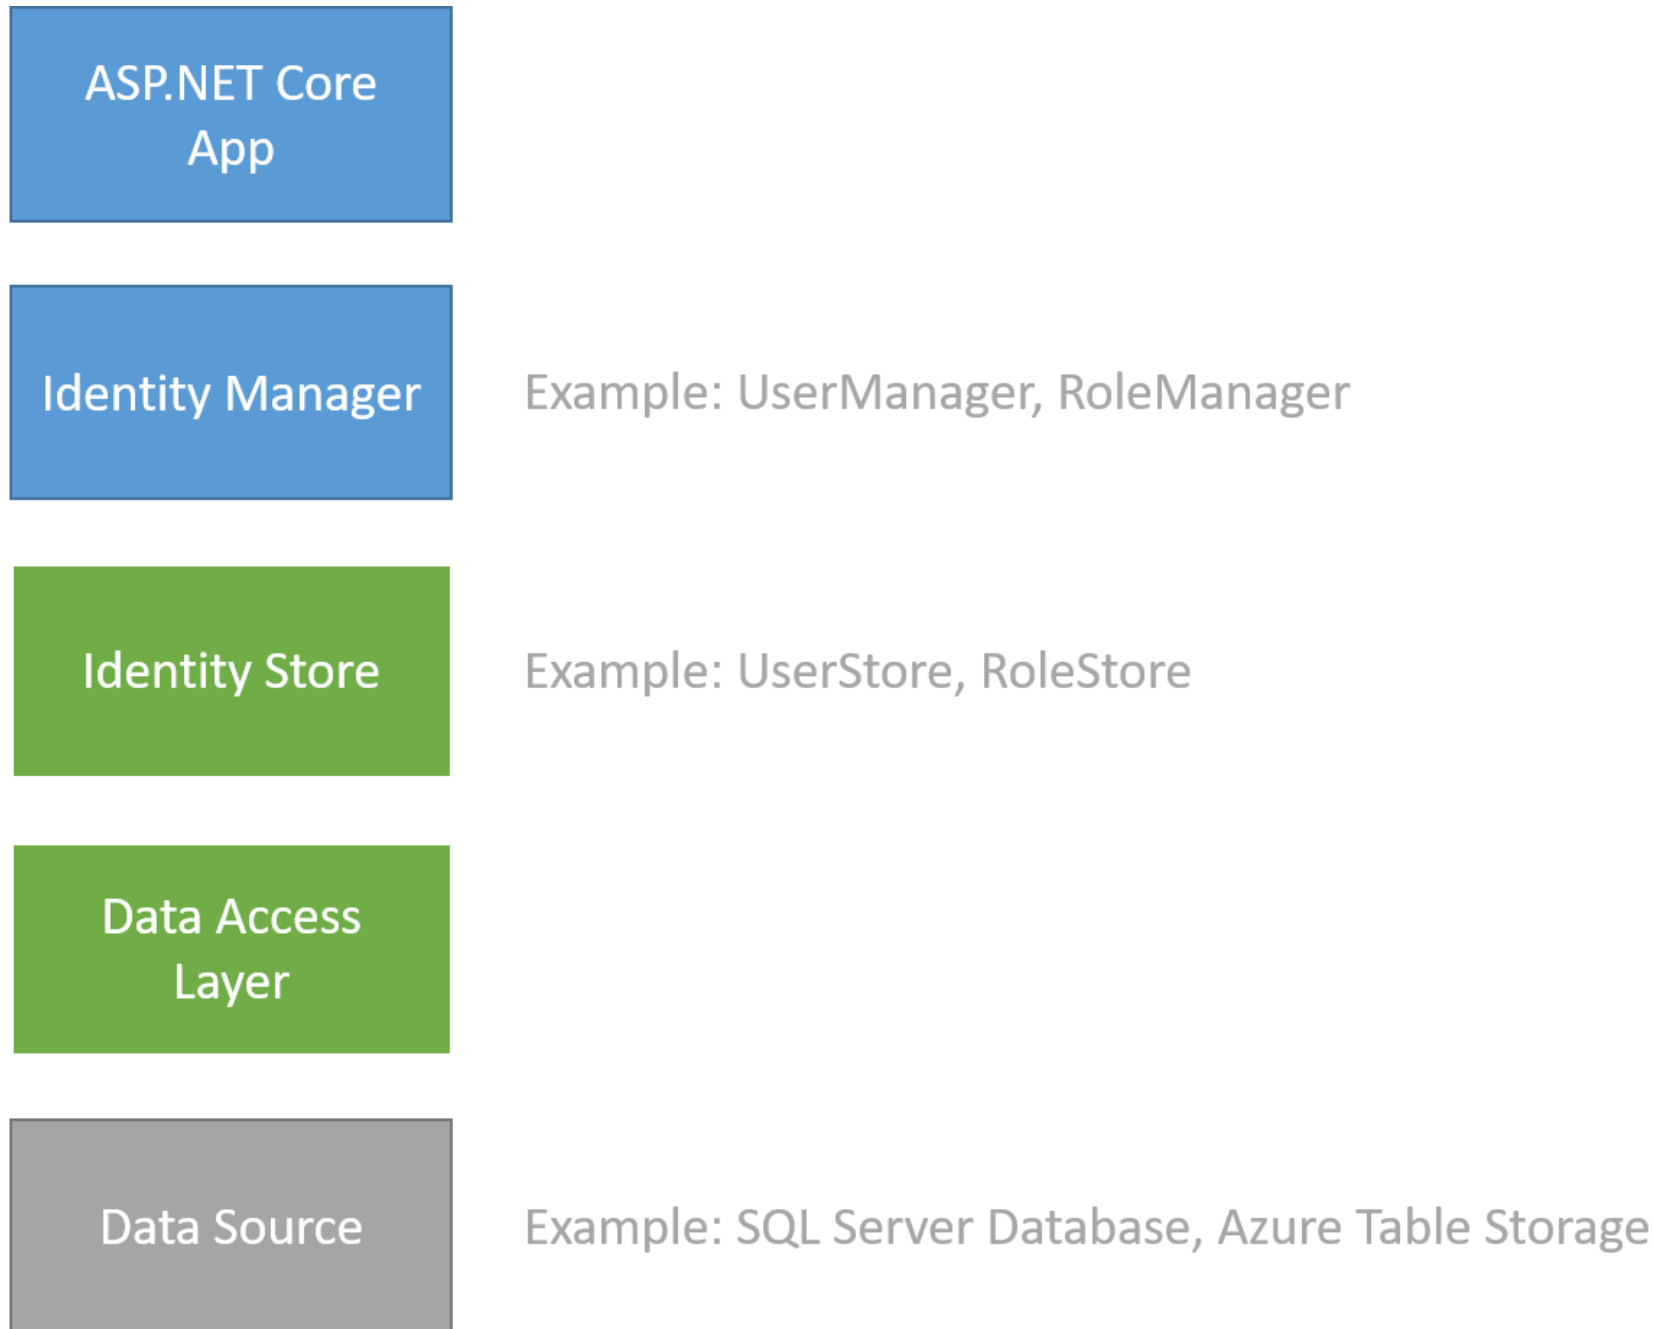 ASP.NET Core
App
Identity Manager
Example: UserManager, RoleManager
Identity Store
Example: UserStore, RoleStore
Data Access
Layer
Data Source
Example: SQL Server Database, Azure Table Storage